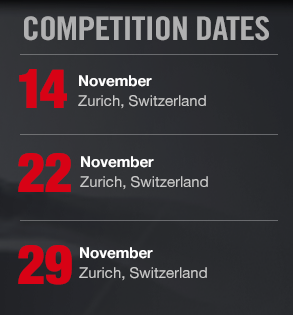 COMPETITION DATES
14 November
Zurich, Switzerland
22 November
Zurich, Switzerland
29 November
Zurich, Switzerland